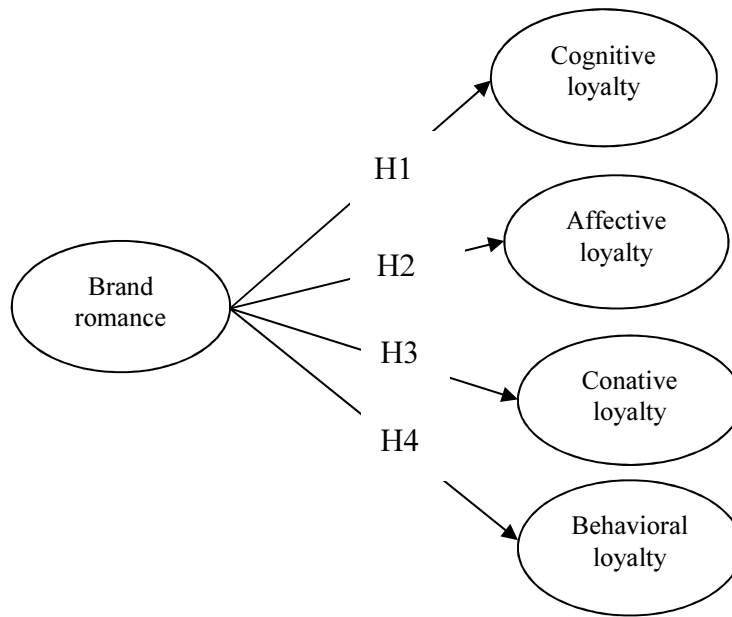 Cognitive
loyalty
H1
Affective
loyalty
H2
Brand
romance
H3
Conative
loyalty
H4
Behavioral
loyalty